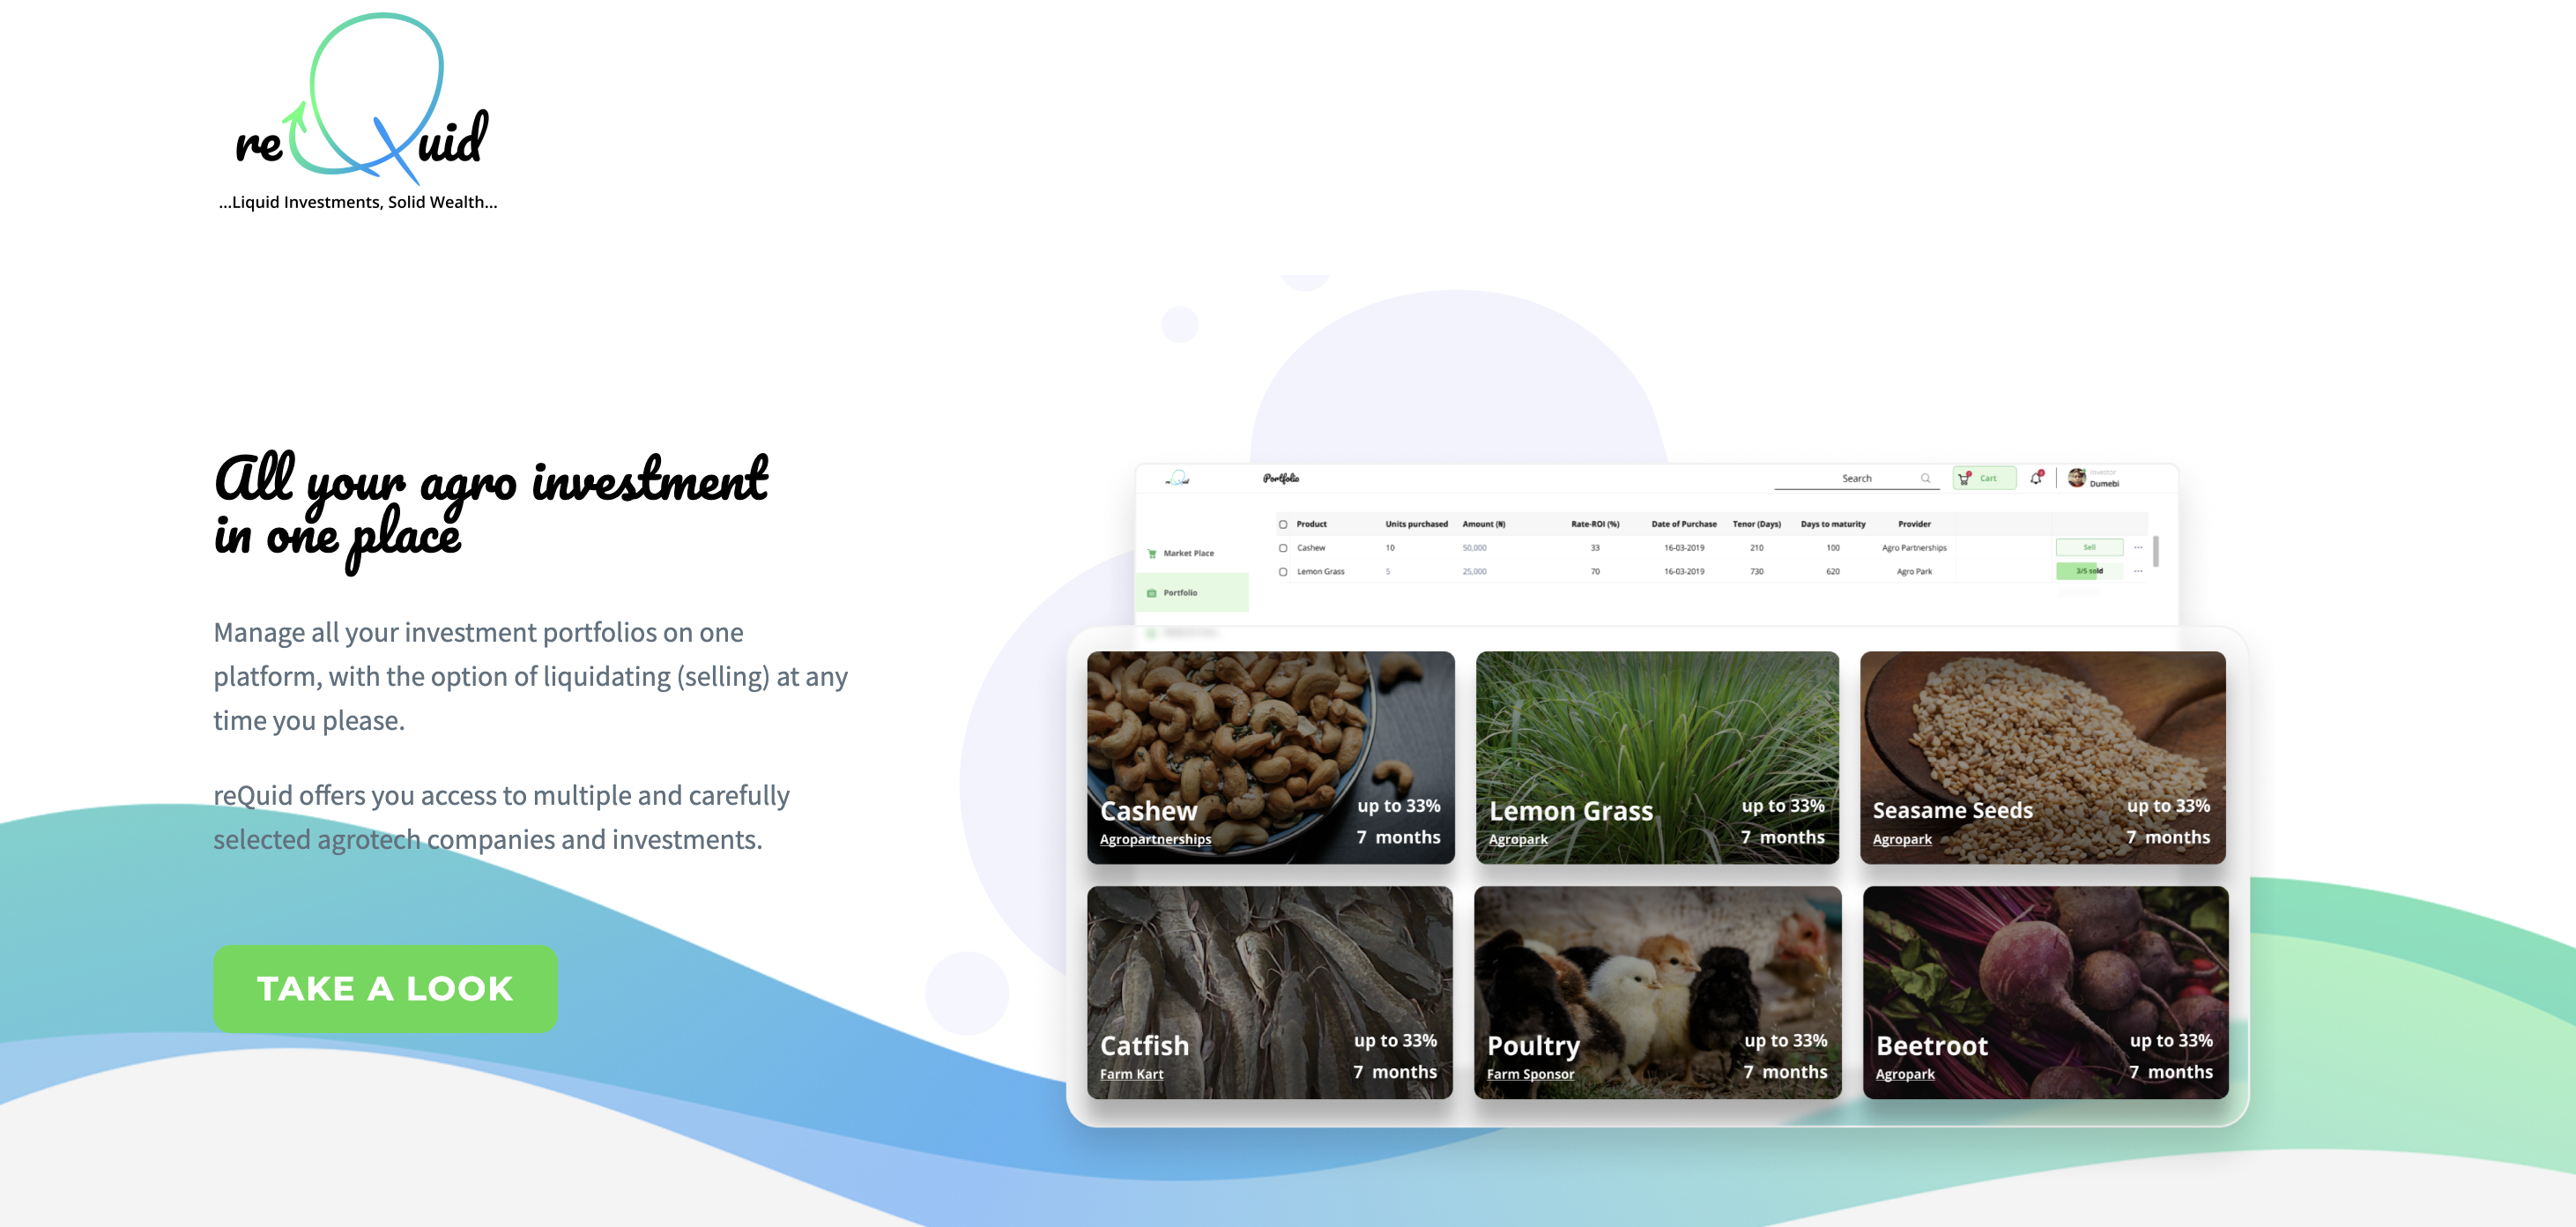 reQuid
...Liquid Investments, Solid Wealth...
All your agro investment
in one place
Manage all your investment portfolios on one
platform, with the option of liquidating (selling) at any
time you please.
reQuid offers you access to multiple and carefully
selected agrotech companies and investments.
TAKE A LOOK
reQuid Portfolio Search Cart Investor
Dumebi
Market Place
Portfolio
Product Units purchased Amount (₦) Rate-ROI (%) Date of Purchase Tenor (Days) Days to maturity Provider
Cashew 10 50,000 33 16-03-2019 210 100 Agro Partnerships Sell ...
Lemon Grass 5 25,000 70 16-03-2019 730 620 Agro Park 3/5 sold ...
Cashew up to 33%
Agropartnerships 7 months
Lemon Grass up to 33%
Agropark 7 months
Seasame Seeds up to 33%
Agropark 7 months
Catfish up to 33%
Farm Kart 7 months
Poultry up to 33%
Farm Sponsor 7 months
Beetroot up to 33%
Agropark 7 months